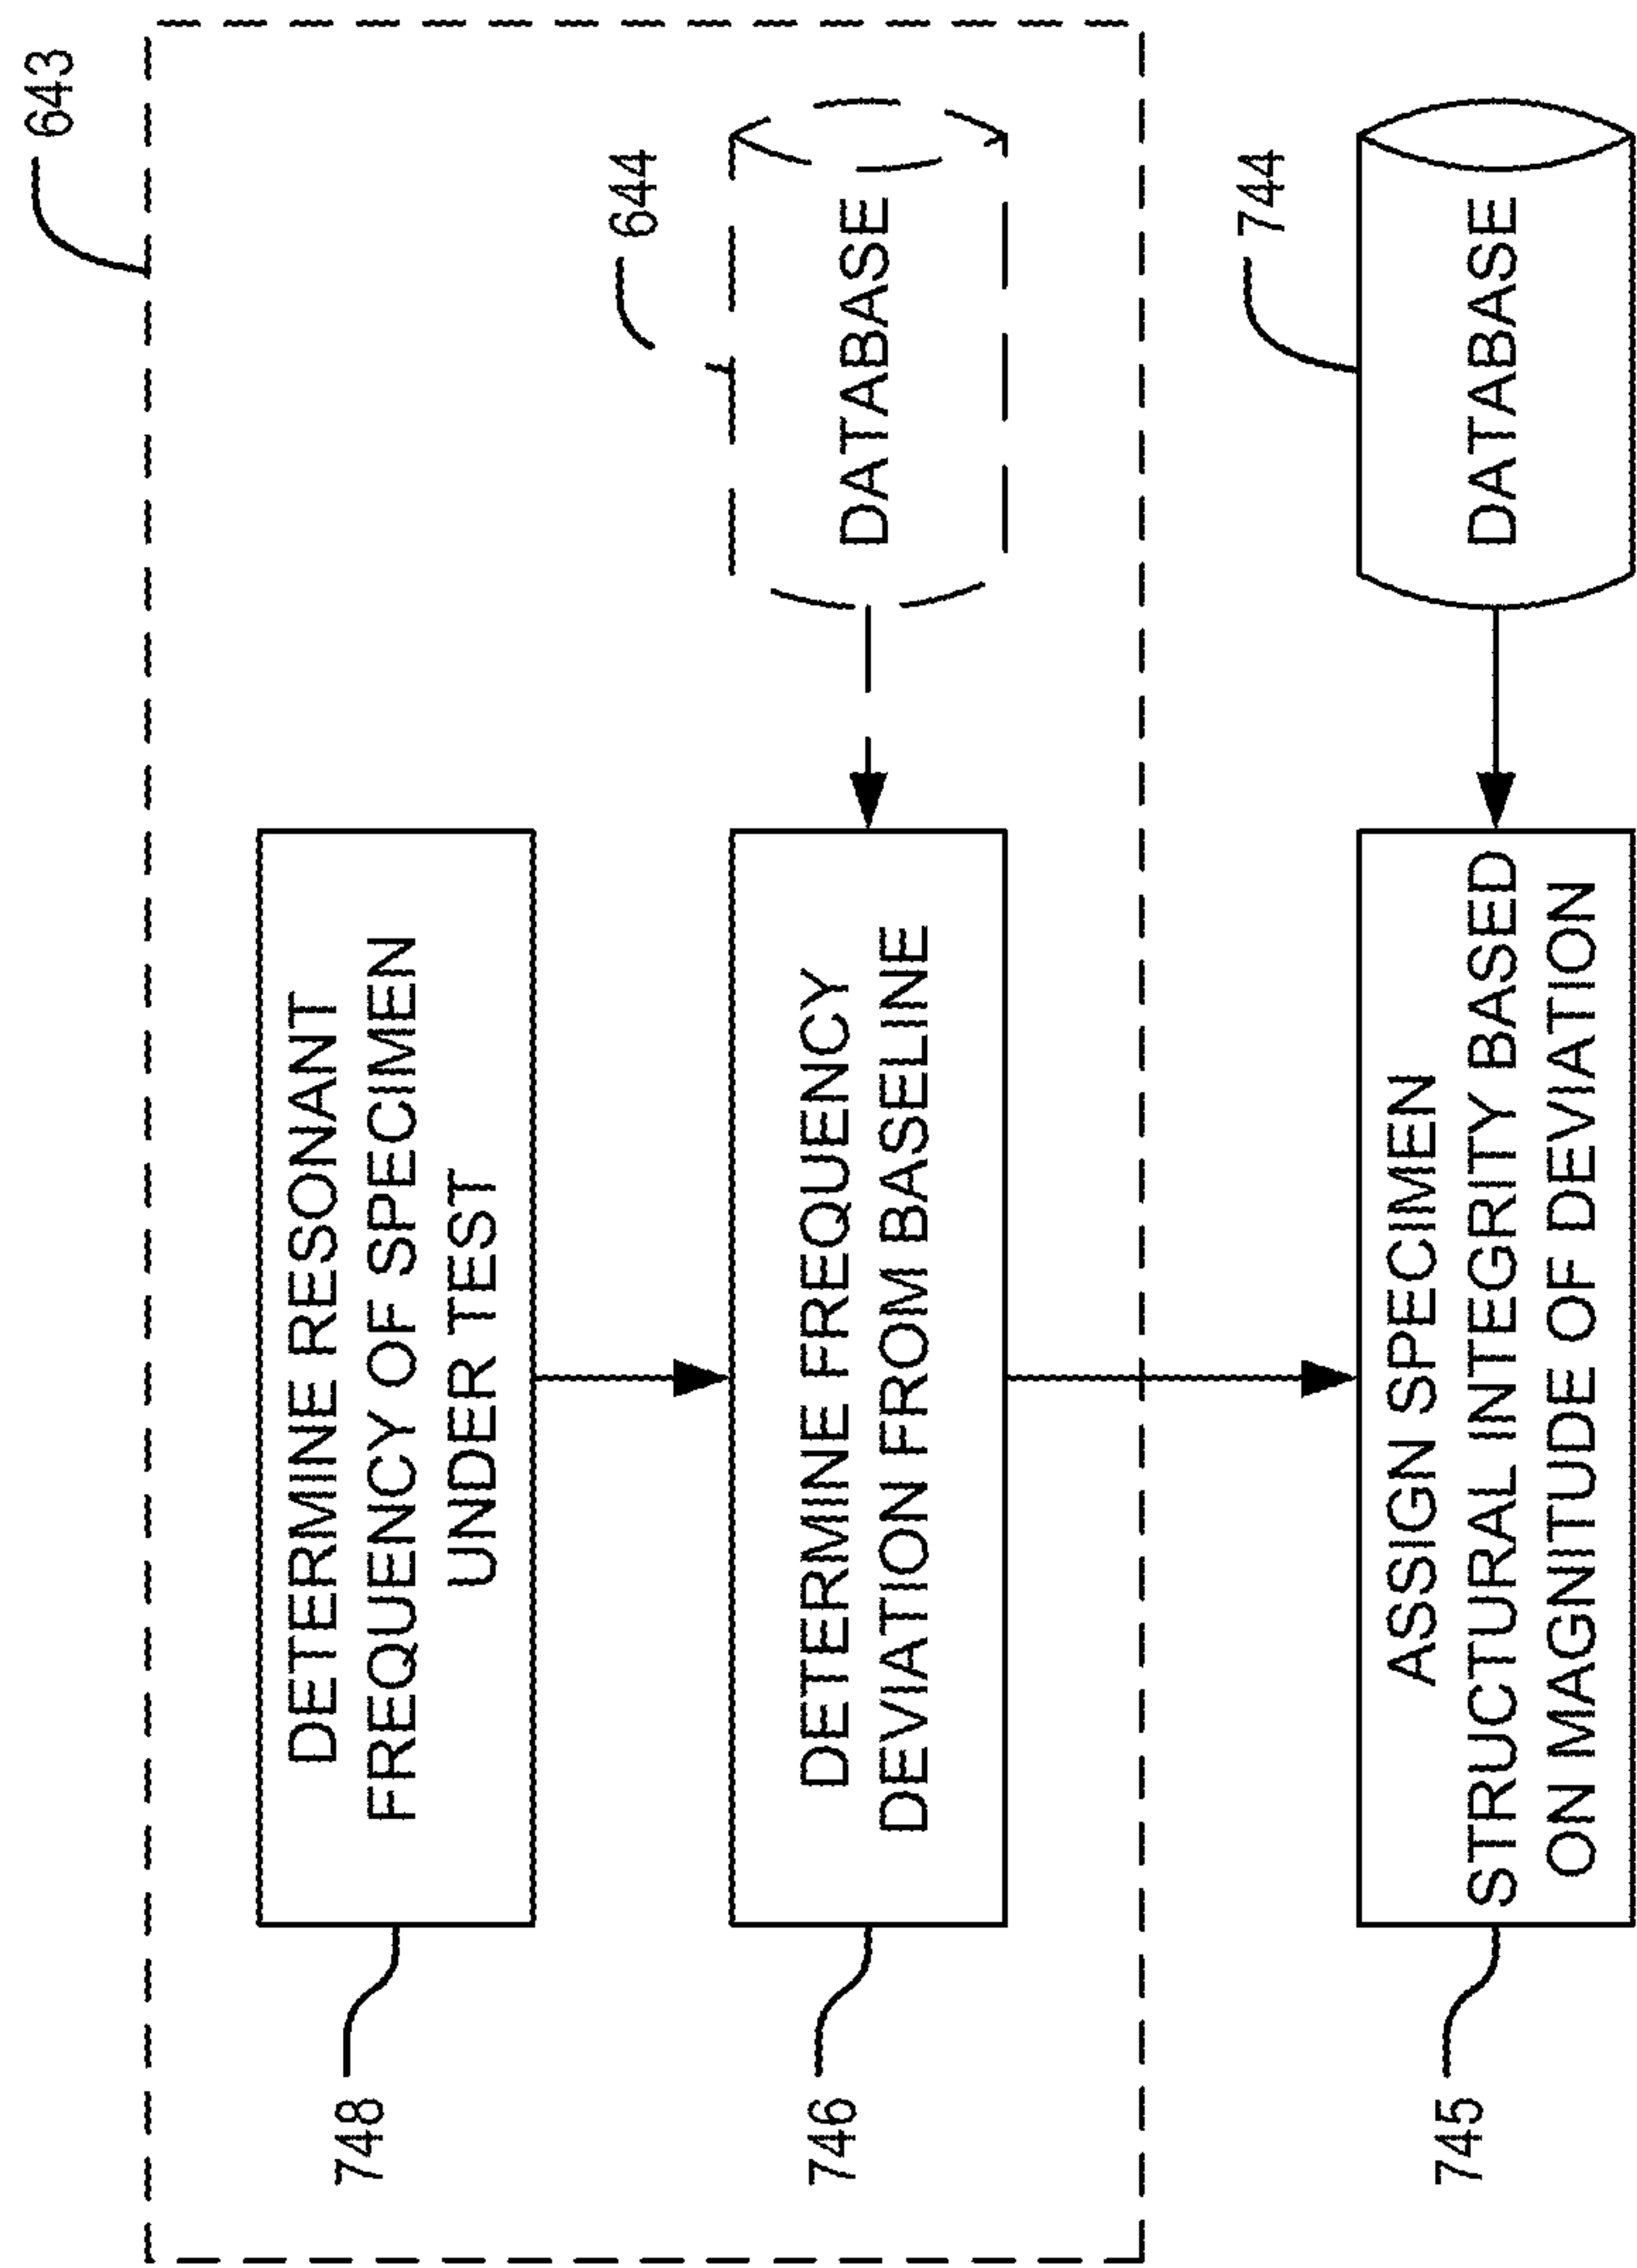 643
748
DETERMINE RESONANT
FREQUENCY OF SPECIMEN
UNDER TEST
644
746
DETERMINE FREQUENCY
DEVIATION FROM BASELINE
DATABASE
744
745
ASSIGN SPECIMEN
STRUCTURAL INTEGRITY BASED
ON MAGNITUDE OF DEVIATION
DATABASE